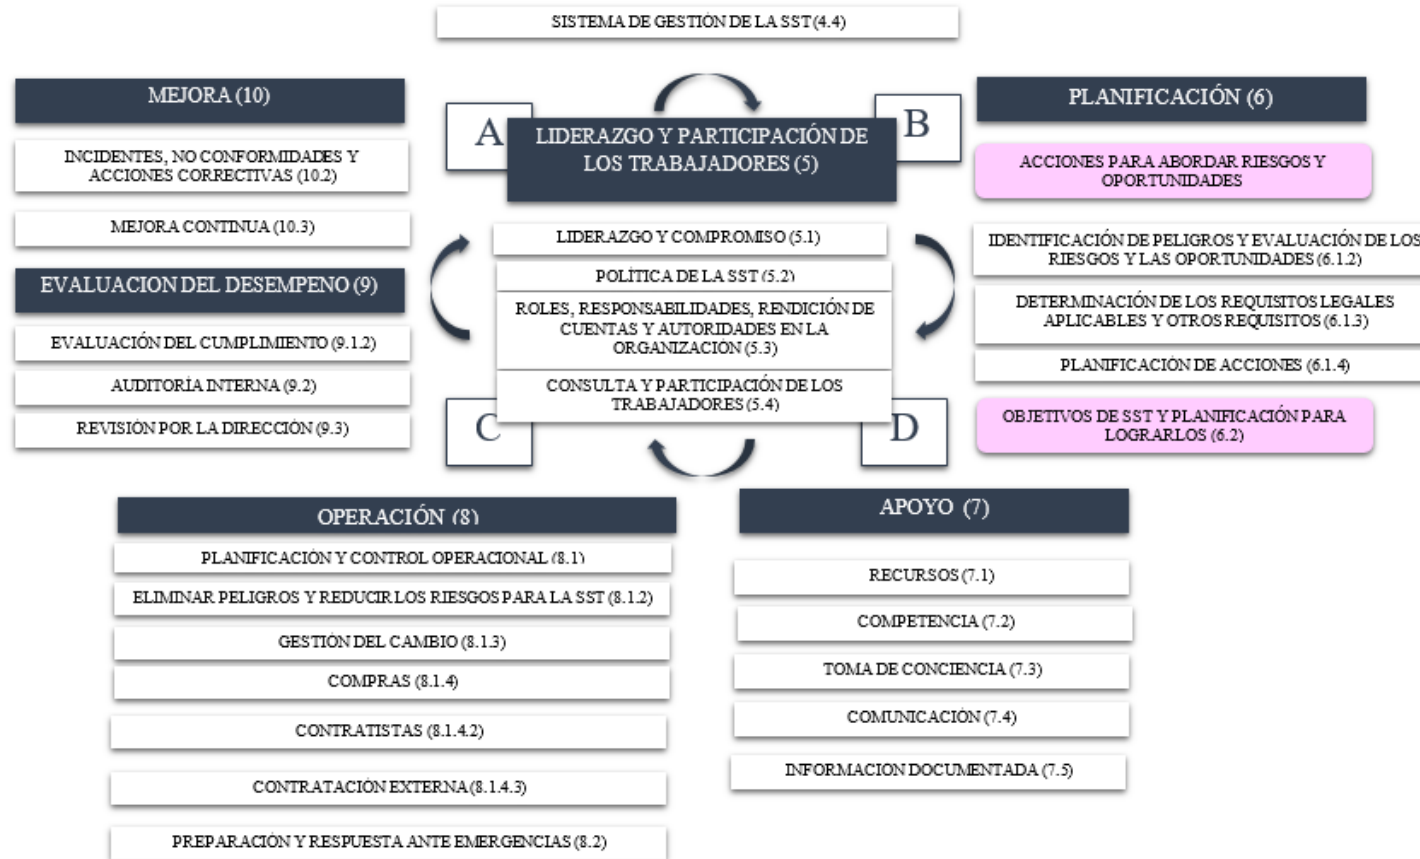 SISTEMA DE GESTIÓN DE LA SST (4.4)
MEJORA (10)
INCIDENTES, NO CONFORMIDADES Y
ACCIONES CORRECTIVAS (10.2)
MEJORA CONTINUA (10.3)
EVALUACION DEL DESEMPENO (9)
EVALUACIÓN DEL CUMPLIMIENTO (9.1.2)
AUDITORÍA INTERNA (9.2)
REVISIÓN POR LA DIRECCIÓN (9.3)
A
B
LIDERAZGO Y PARTICIPACIÓN DE
LOS TRABAJADORES (5)
LIDERAZGO Y COMPROMISO (5.1)
POLÍTICA DE LA SST (5.2)
ROLES, RESPONSABILIDADES, RENDICIÓN DE
CUENTAS Y AUTORIDADES EN LA
ORGANIZACIÓN (5.3)
CONSULTA Y PARTICIPACIÓN DE LOS
TRABAJADORES (5.4)
C
D
PLANIFICACIÓN (6)
ACCIONES PARA ABORDAR RIESGOS Y
OPORTUNIDADES
IDENTIFICACIÓN DE PELIGROS Y EVALUACIÓN DE LOS
RIESGOS Y LAS OPORTUNIDADES (6.1.2)
DETERMINACIÓN DE LOS REQUISITOS LEGALES
APLICABLES Y OTROS REQUISITOS (6.1.3)
PLANIFICACIÓN DE ACCIONES (6.1.4)
OBJETIVOS DE SST Y PLANIFICACIÓN PARA
LOGRARLOS (6.2)
OPERACIÓN (8)
PLANIFICACIÓN Y CONTROL OPERACIONAL (8.1)
ELIMINAR PELIGROS Y REDUCIR LOS RIESGOS PARA LA SST (8.1.2)
GESTIÓN DEL CAMBIO (8.1.3)
COMPRAS (8.1.4)
CONTRATISTAS (8.1.4.2)
CONTRATACIÓN EXTERNA (8.1.4.3)
PREPARACIÓN Y RESPUESTA ANTE EMERGENCIAS (8.2)
APOYO (7)
RECURSOS (7.1)
COMPETENCIA (7.2)
TOMA DE CONCIENCIA (7.3)
COMUNICACIÓN (7.4)
INFORMACION DOCUMENTADA (7.5)